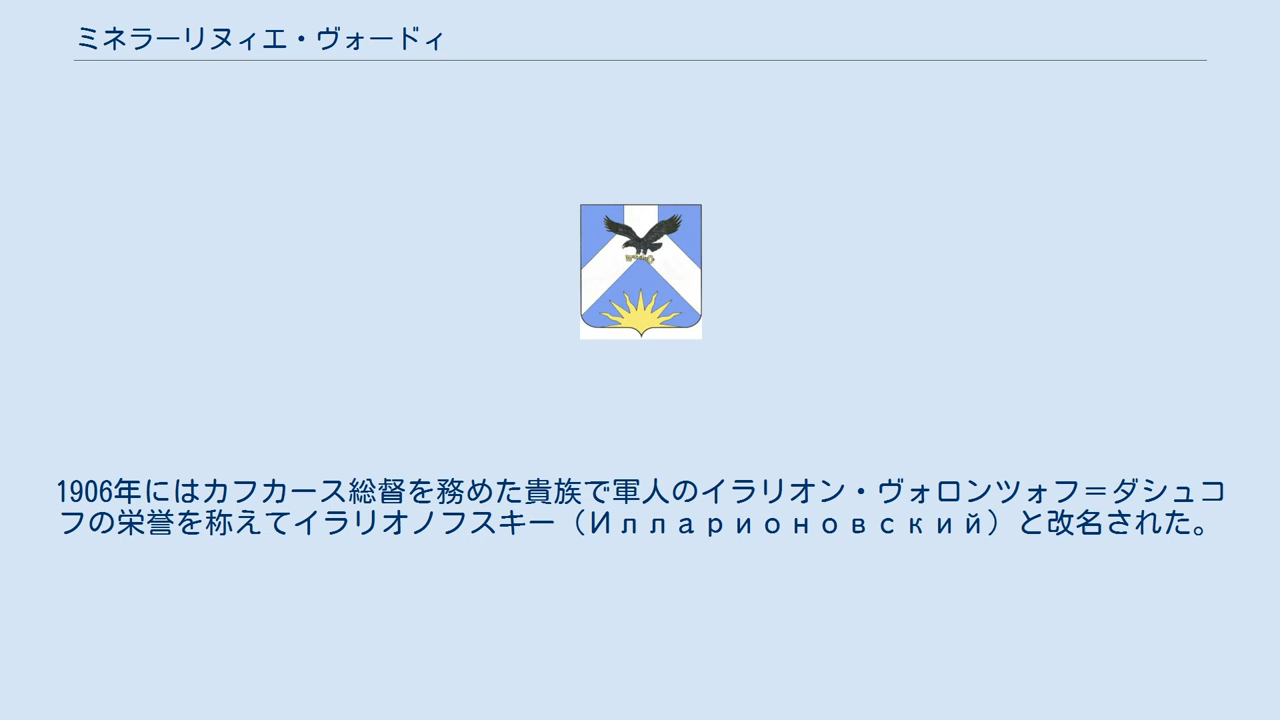 ミネラーリヌィエ・ヴォードィ
1906年にはカフカース総督を務めた貴族で軍人のイラリオン・ヴォロンツォフ＝ダシュコ
フの栄誉を称えてイラリオノフスキー（Иллaрионовский）と改名された。